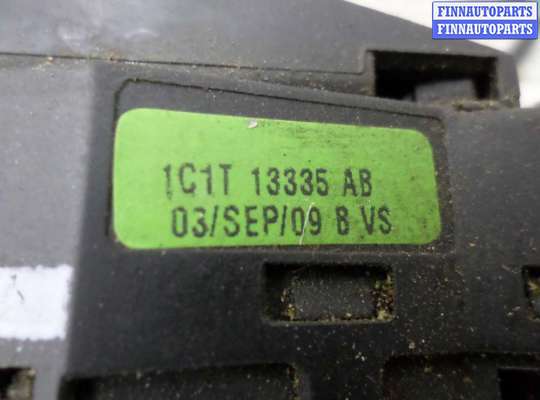 FINNAUTOPARTS
FINNAUTOPARTS
1C1T 13335 AB
03/SEP/09 B VS